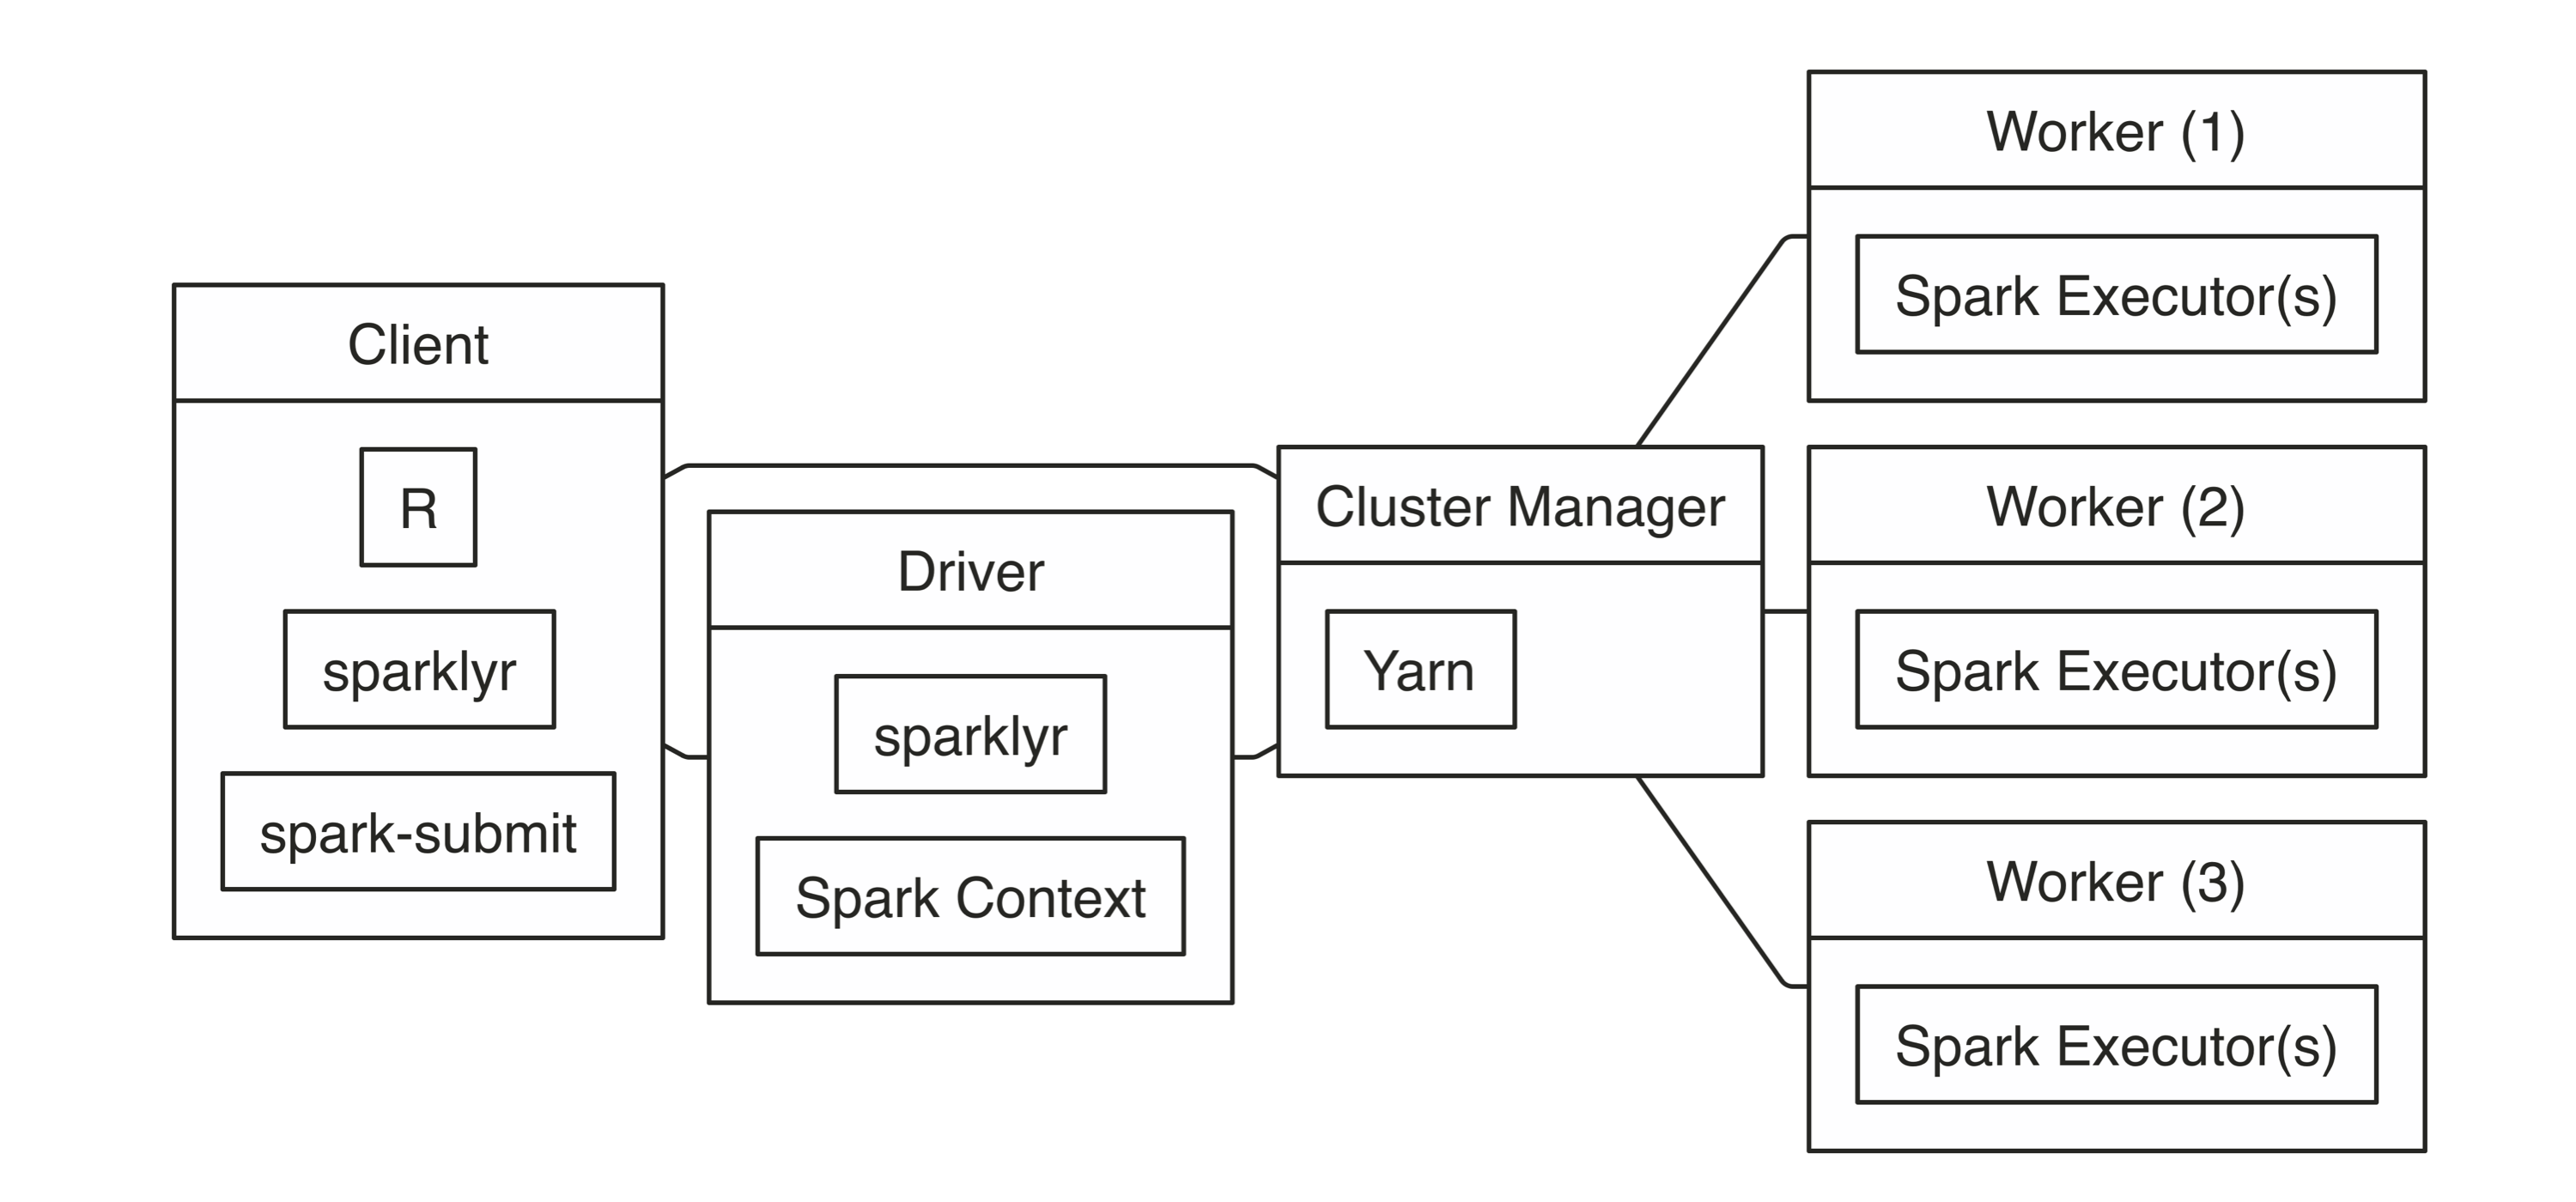 Client
R
sparklyr
spark-submit
Driver
sparklyr
Spark Context
Cluster Manager
Yarn
Worker (1)
Spark Executor(s)
Worker (2)
Spark Executor(s)
Worker (3)
Spark Executor(s)